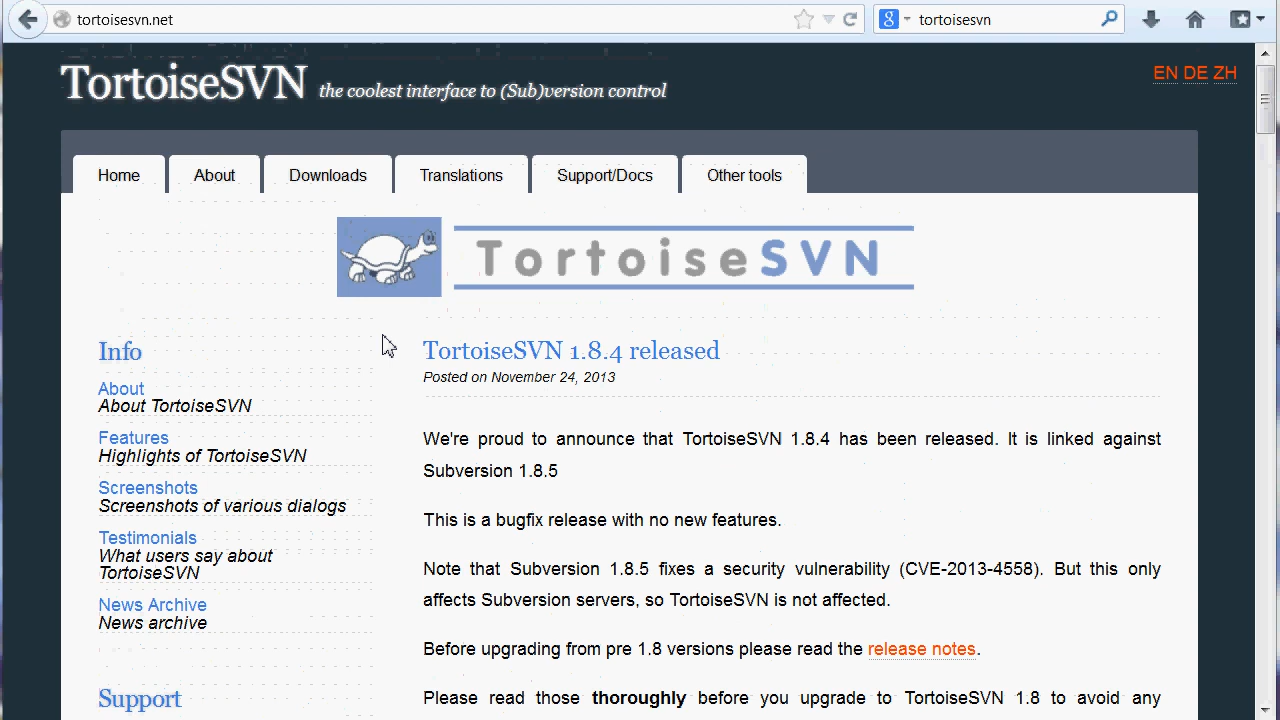 tortoisesvn.net
tortoisesvn
TortoiseSVN the coolest interface to (Sub)version control
EN DE ZH
Home About Downloads Translations Support/Docs Other tools
TortoiseSVN
Info
About
About TortoiseSVN
Features
Highlights of TortoiseSVN
Screenshots
Screenshots of various dialogs
Testimonials
What users say about
TortoiseSVN
News Archive
News archive
Support
TortoiseSVN 1.8.4 released
Posted on November 24, 2013
We're proud to announce that TortoiseSVN 1.8.4 has been released. It is linked against
Subversion 1.8.5
This is a bugfix release with no new features.
Note that Subversion 1.8.5 fixes a security vulnerability (CVE-2013-4558). But this only
affects Subversion servers, so TortoiseSVN is not affected.
Before upgrading from pre 1.8 versions please read the release notes.
Please read those thoroughly before you upgrade to TortoiseSVN 1.8 to avoid any